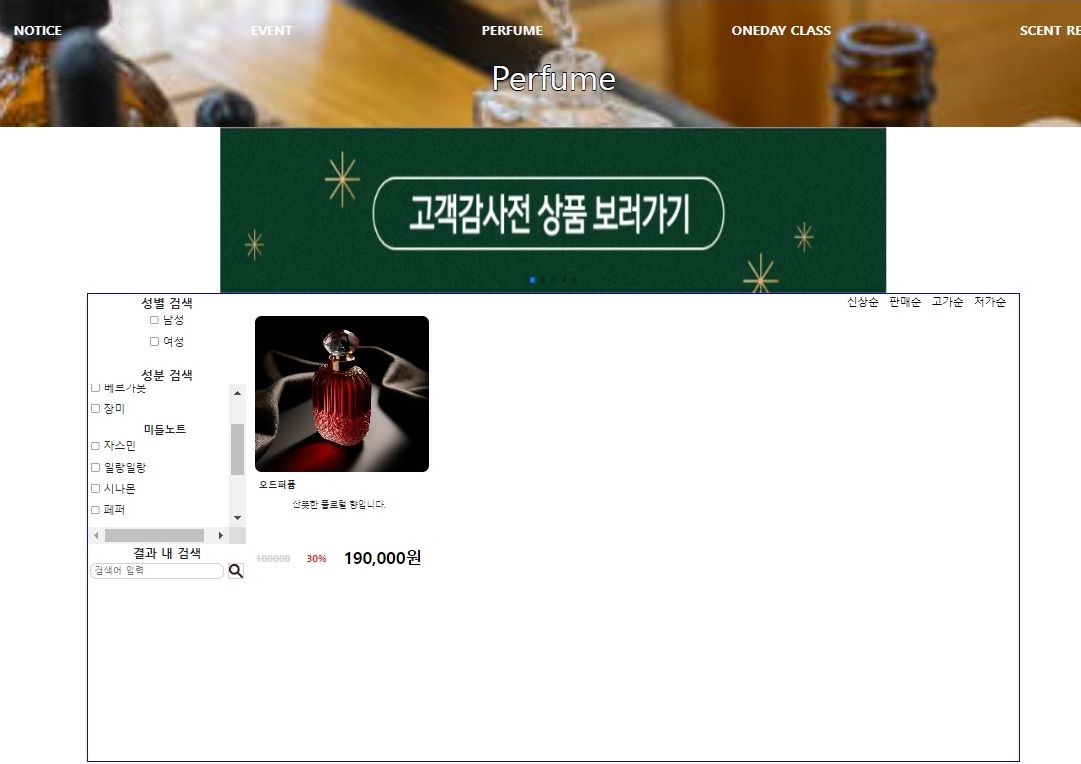 NOTICE EVENT PERFUME ONEDAY CLASS SCENT RE
Perfume
고객감사전 상품 보러가기
신상순 판매순 고가순 저가순
성별 검색
남성
여성
성분 검색
베르가못
장미
미들노트
자스민
일랑일랑
시나몬
페퍼
결과 내 검색
검색어 입력
오드퍼퓸
산뜻한 플로럴 향입니다.
100000 30% 190,000원